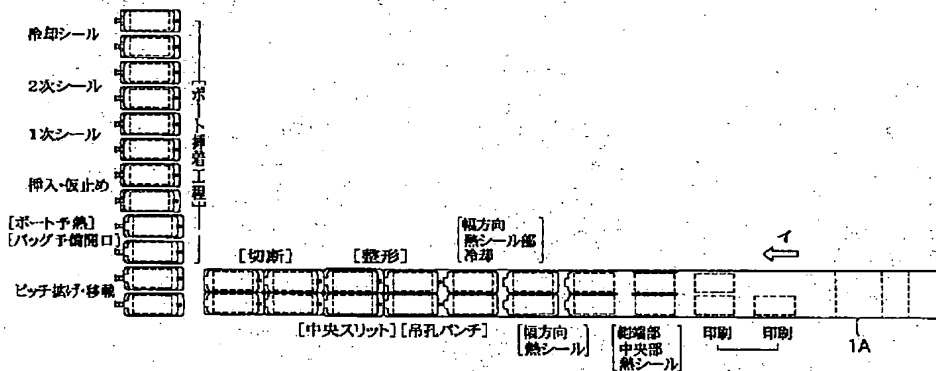 冷却シール
2次シール
1次シール
挿入・仮止め
[ポート予熱]
[バッグ予備開口]
ピッチ拡げ・移載
[ポート挿着工程]
[切断]
[整形]
[幅方向
熱シール部
冷却]
イ
[中央スリット]
[吊孔パンチ]
[幅方向
熱シール]
[縦端部
中央部
熱シール]
印刷
印刷
1A